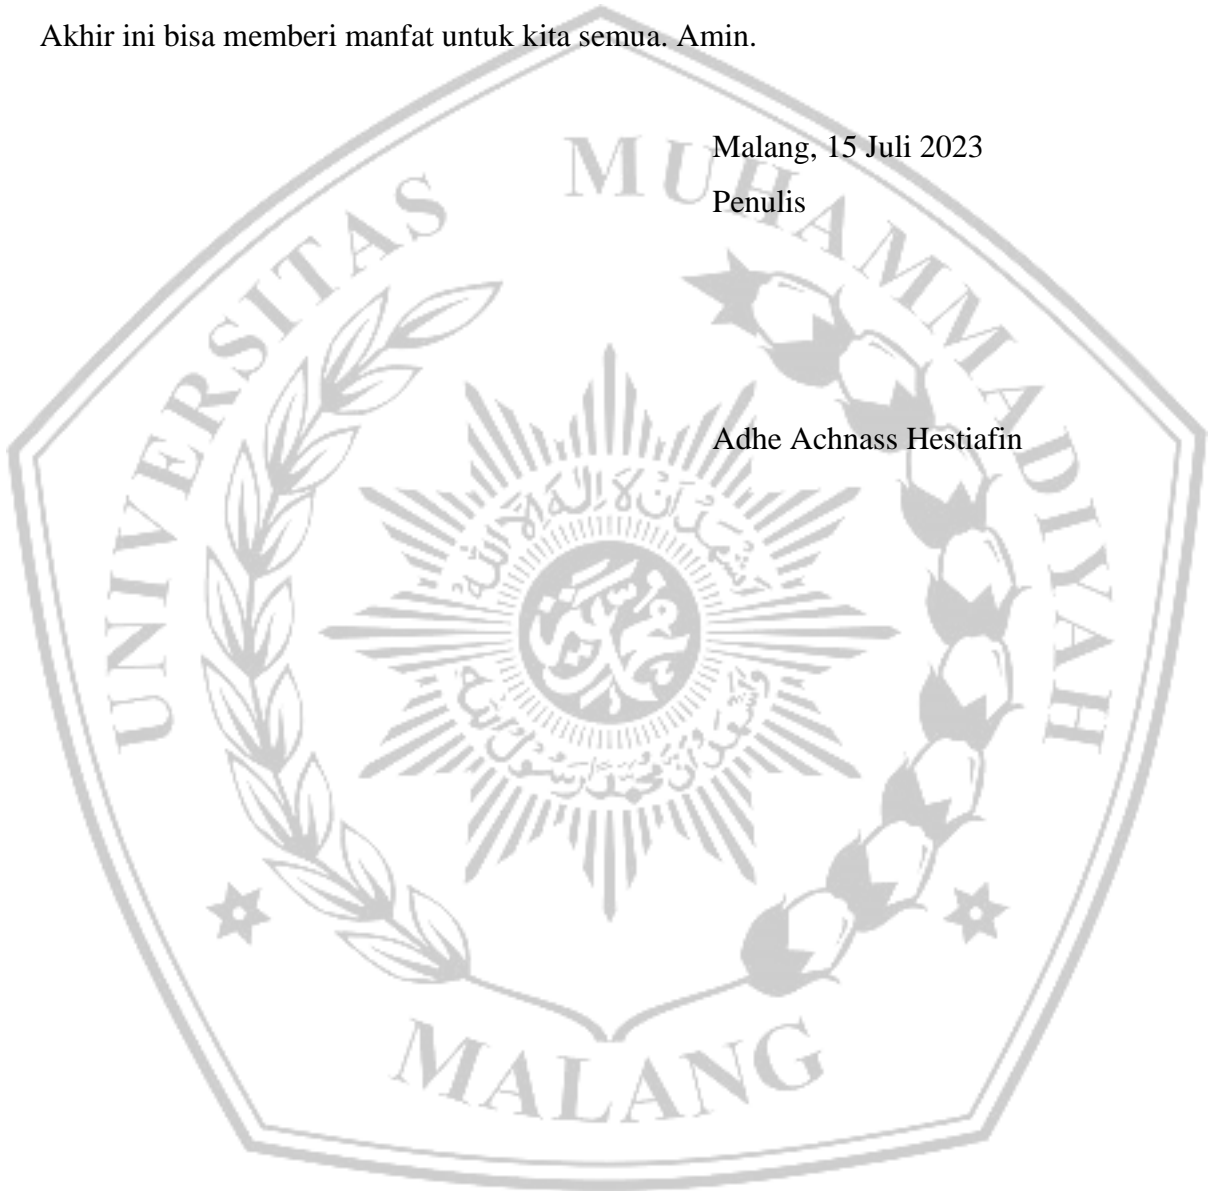 Akhir ini bisa memberi manfat untuk kita semua. Amin.
Malang, 15 Juli 2023
Penulis
Adhe Achnass Hestiafin
UNIVERSITAS MUHAMMADIYAH
MALANG